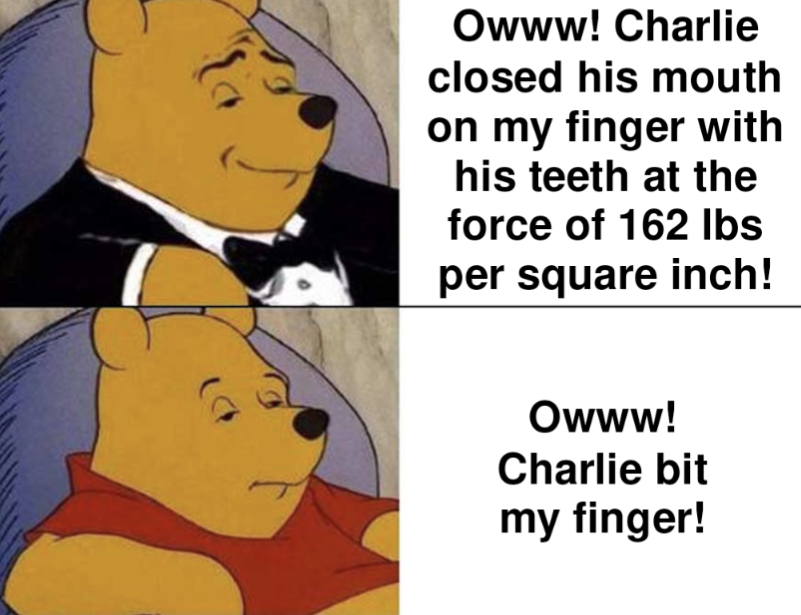 Owww! Charlie
closed his mouth
on my finger with
his teeth at the
force of 162 lbs
per square inch!
Owww!
Charlie bit
my finger!